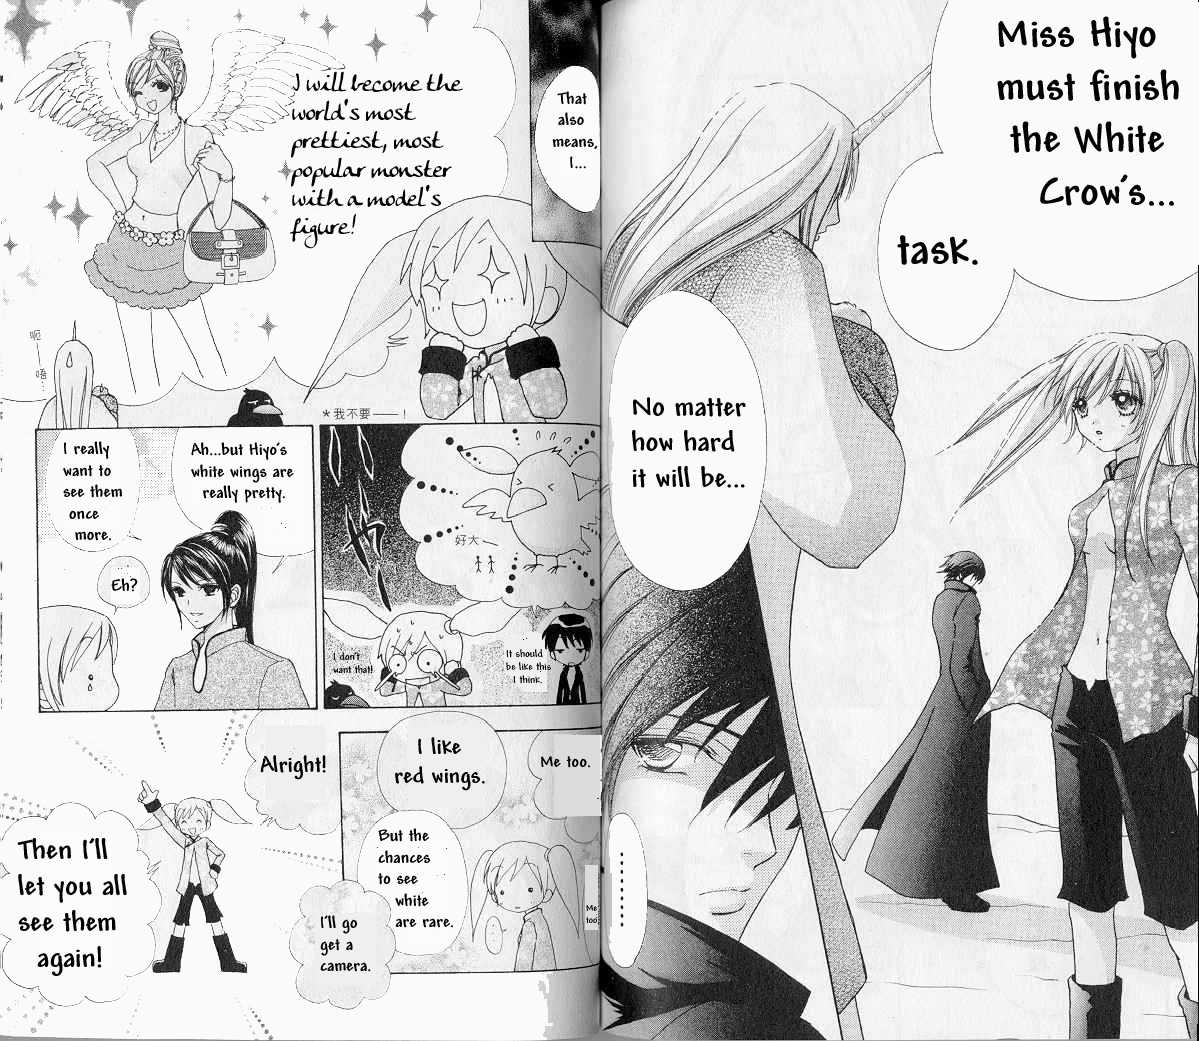 Miss Hiyo
must finish
the White
Crow's...
task.
No matter
how hard
it will be...
.........
That
also
means,
I...
I will become the
world's most
prettiest, most
popular monster
with a model's
figure!
呃——唔——
*我不要——!
Ah...but Hiyo's
white wings are
really pretty.
I really
want to
see them
once
more.
Eh?
好大—
It should
be like this
I think.
I don't
want that!
Me too.
I like
red wings.
But the
chances
to see
white
are rare.
Me
too.
I'll go
get a
camera.
Alright!
Then I'll
let you all
see them
again!